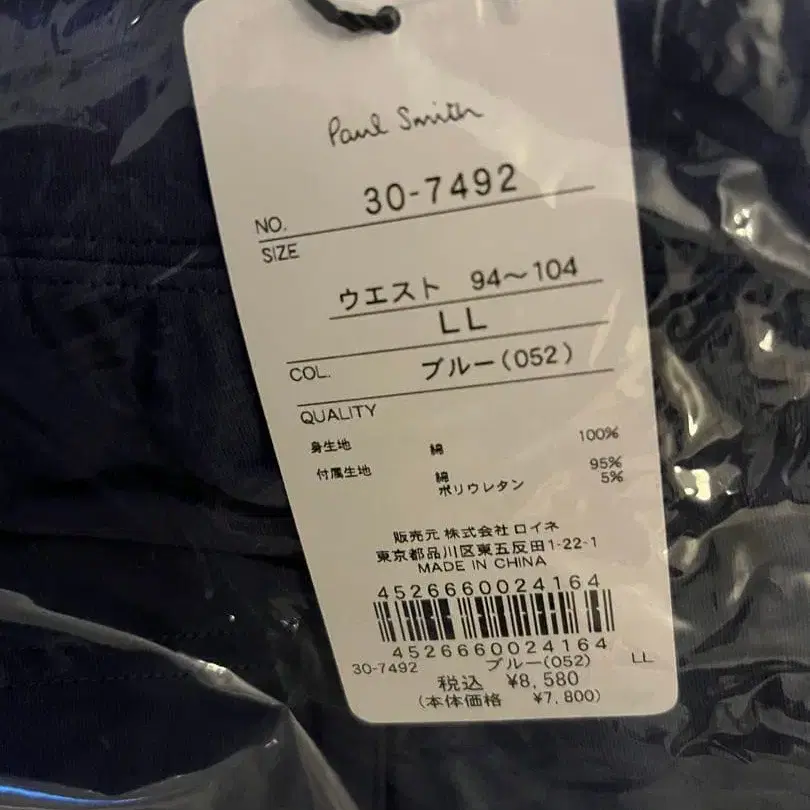 Paul Smith
NO. 30-7492
SIZE
ウエスト 94～104
LL
COL. ブルー(052)
QUALITY
身生地 綿 100%
付属生地 綿 95%
ポリウレタン 5%
販売元 株式会社 ロイネ
東京都品川区東五反田1-22-1
MADE IN CHINA
4526660024164
4526660024164
30-7492 ブルー(052) LL
税込 ¥8,580
(本体価格 ¥7,800)